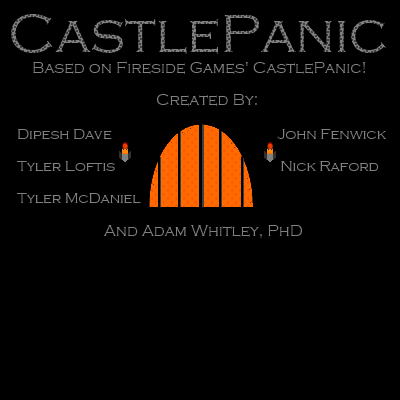 CastlePanic
Based on Fireside Games' CastlePanic!
Created By:
Dipesh Dave
John Fenwick
Tyler Loftis
Nick Raford
Tyler McDaniel
And Adam Whitley, PhD